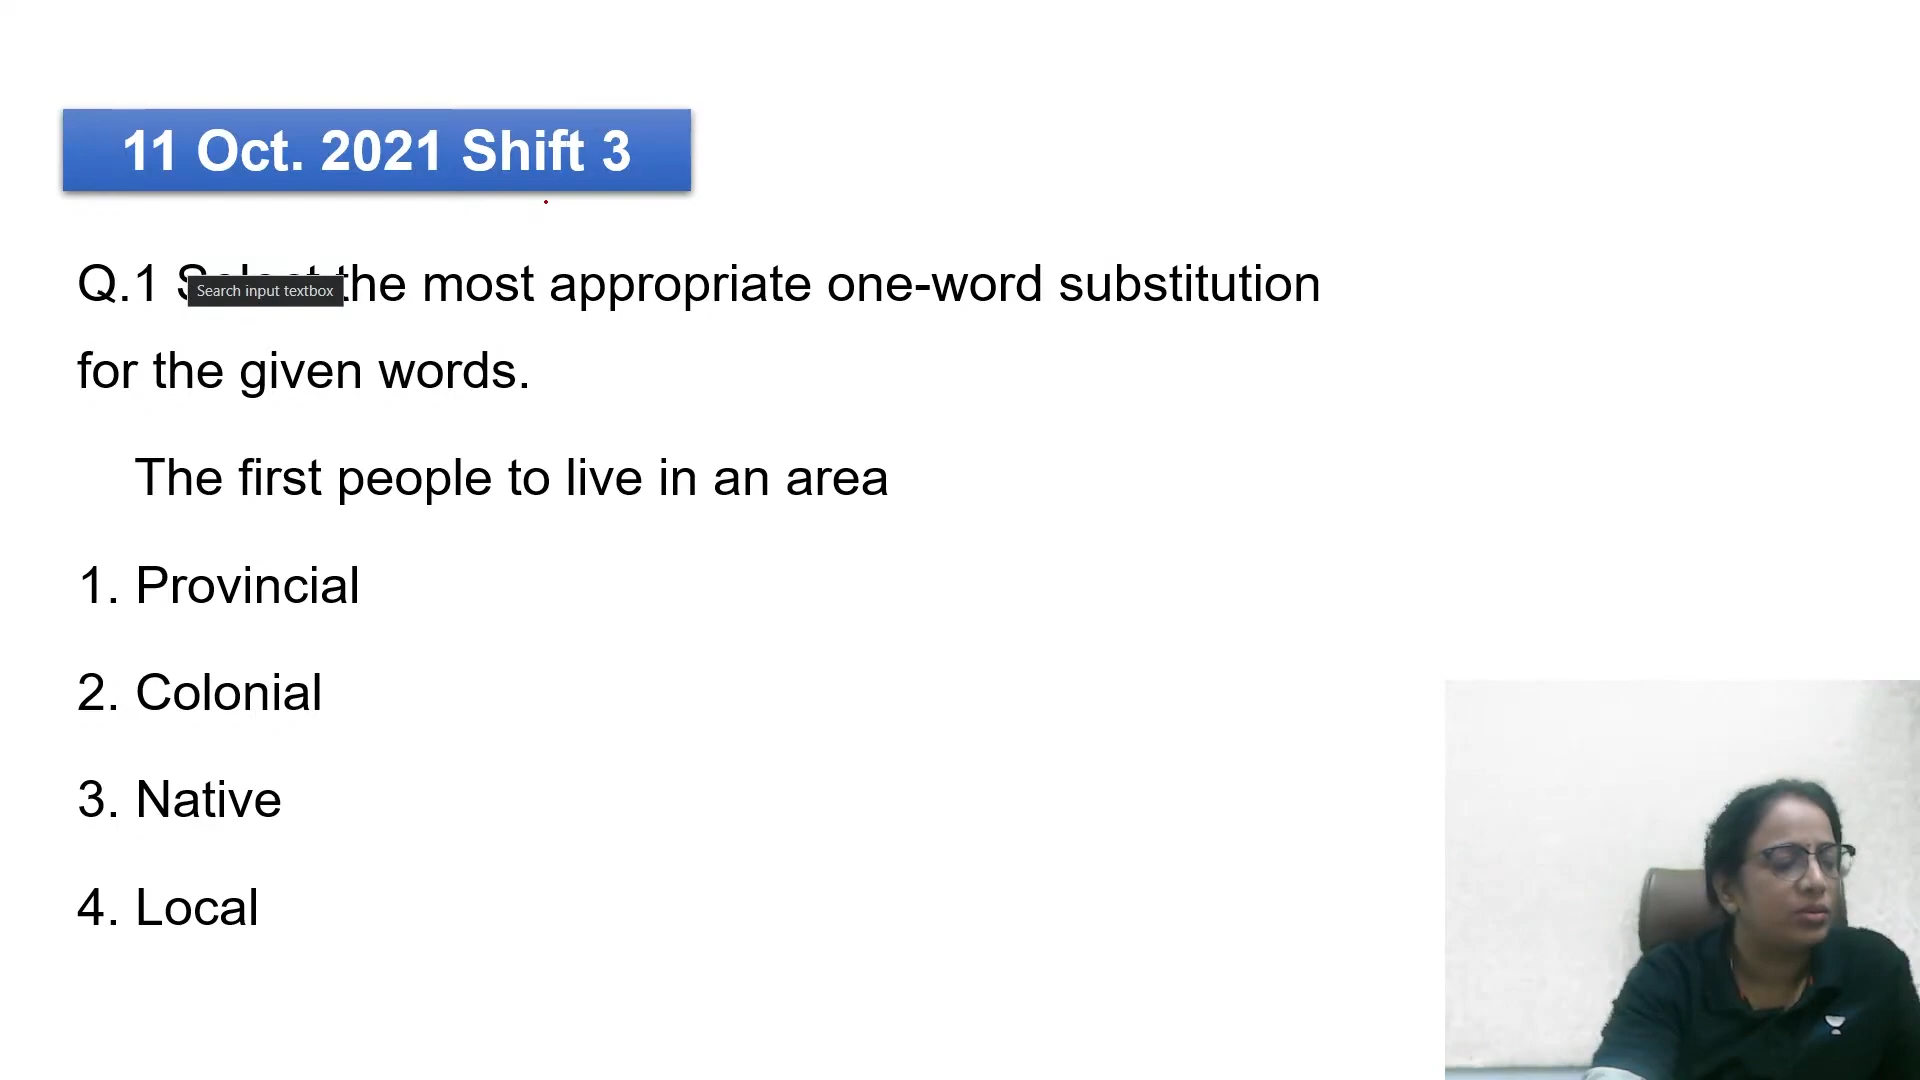 11 Oct. 2021 Shift 3
Q.1 the most appropriate one-word substitution
Search input textbox
for the given words.
The first people to live in an area
1. Provincial
2. Colonial
3. Native
4. Local